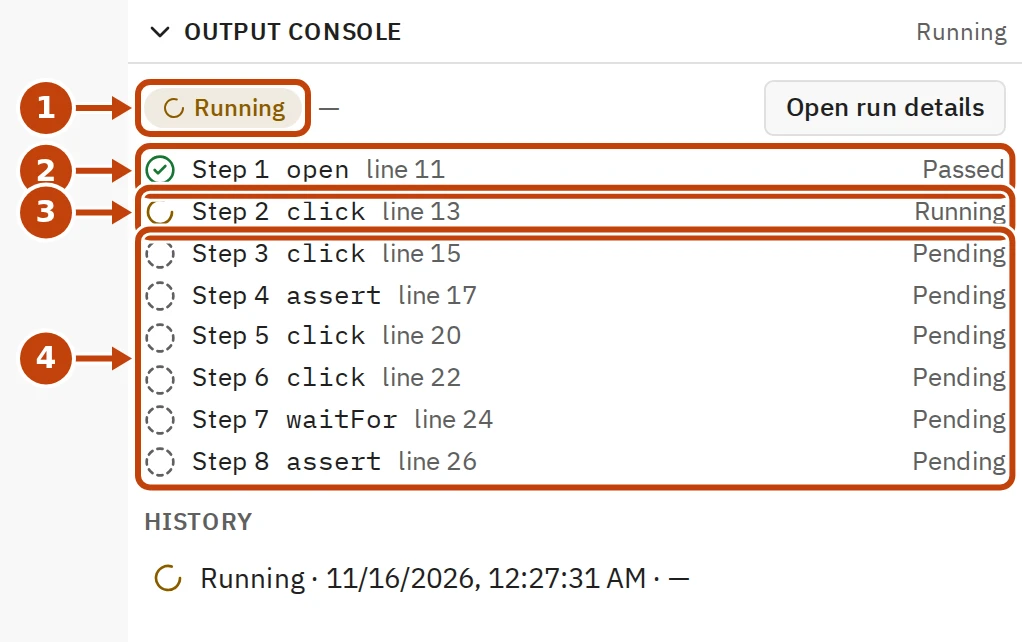 OUTPUT CONSOLE Running
1 Running — Open run details
2 Step 1 open line 11 Passed
3 Step 2 click line 13 Running
Step 3 click line 15 Pending
Step 4 assert line 17 Pending
Step 5 click line 20 Pending
4 Step 6 click line 22 Pending
Step 7 waitFor line 24 Pending
Step 8 assert line 26 Pending
HISTORY
Running · 11/16/2026, 12:27:31 AM · —